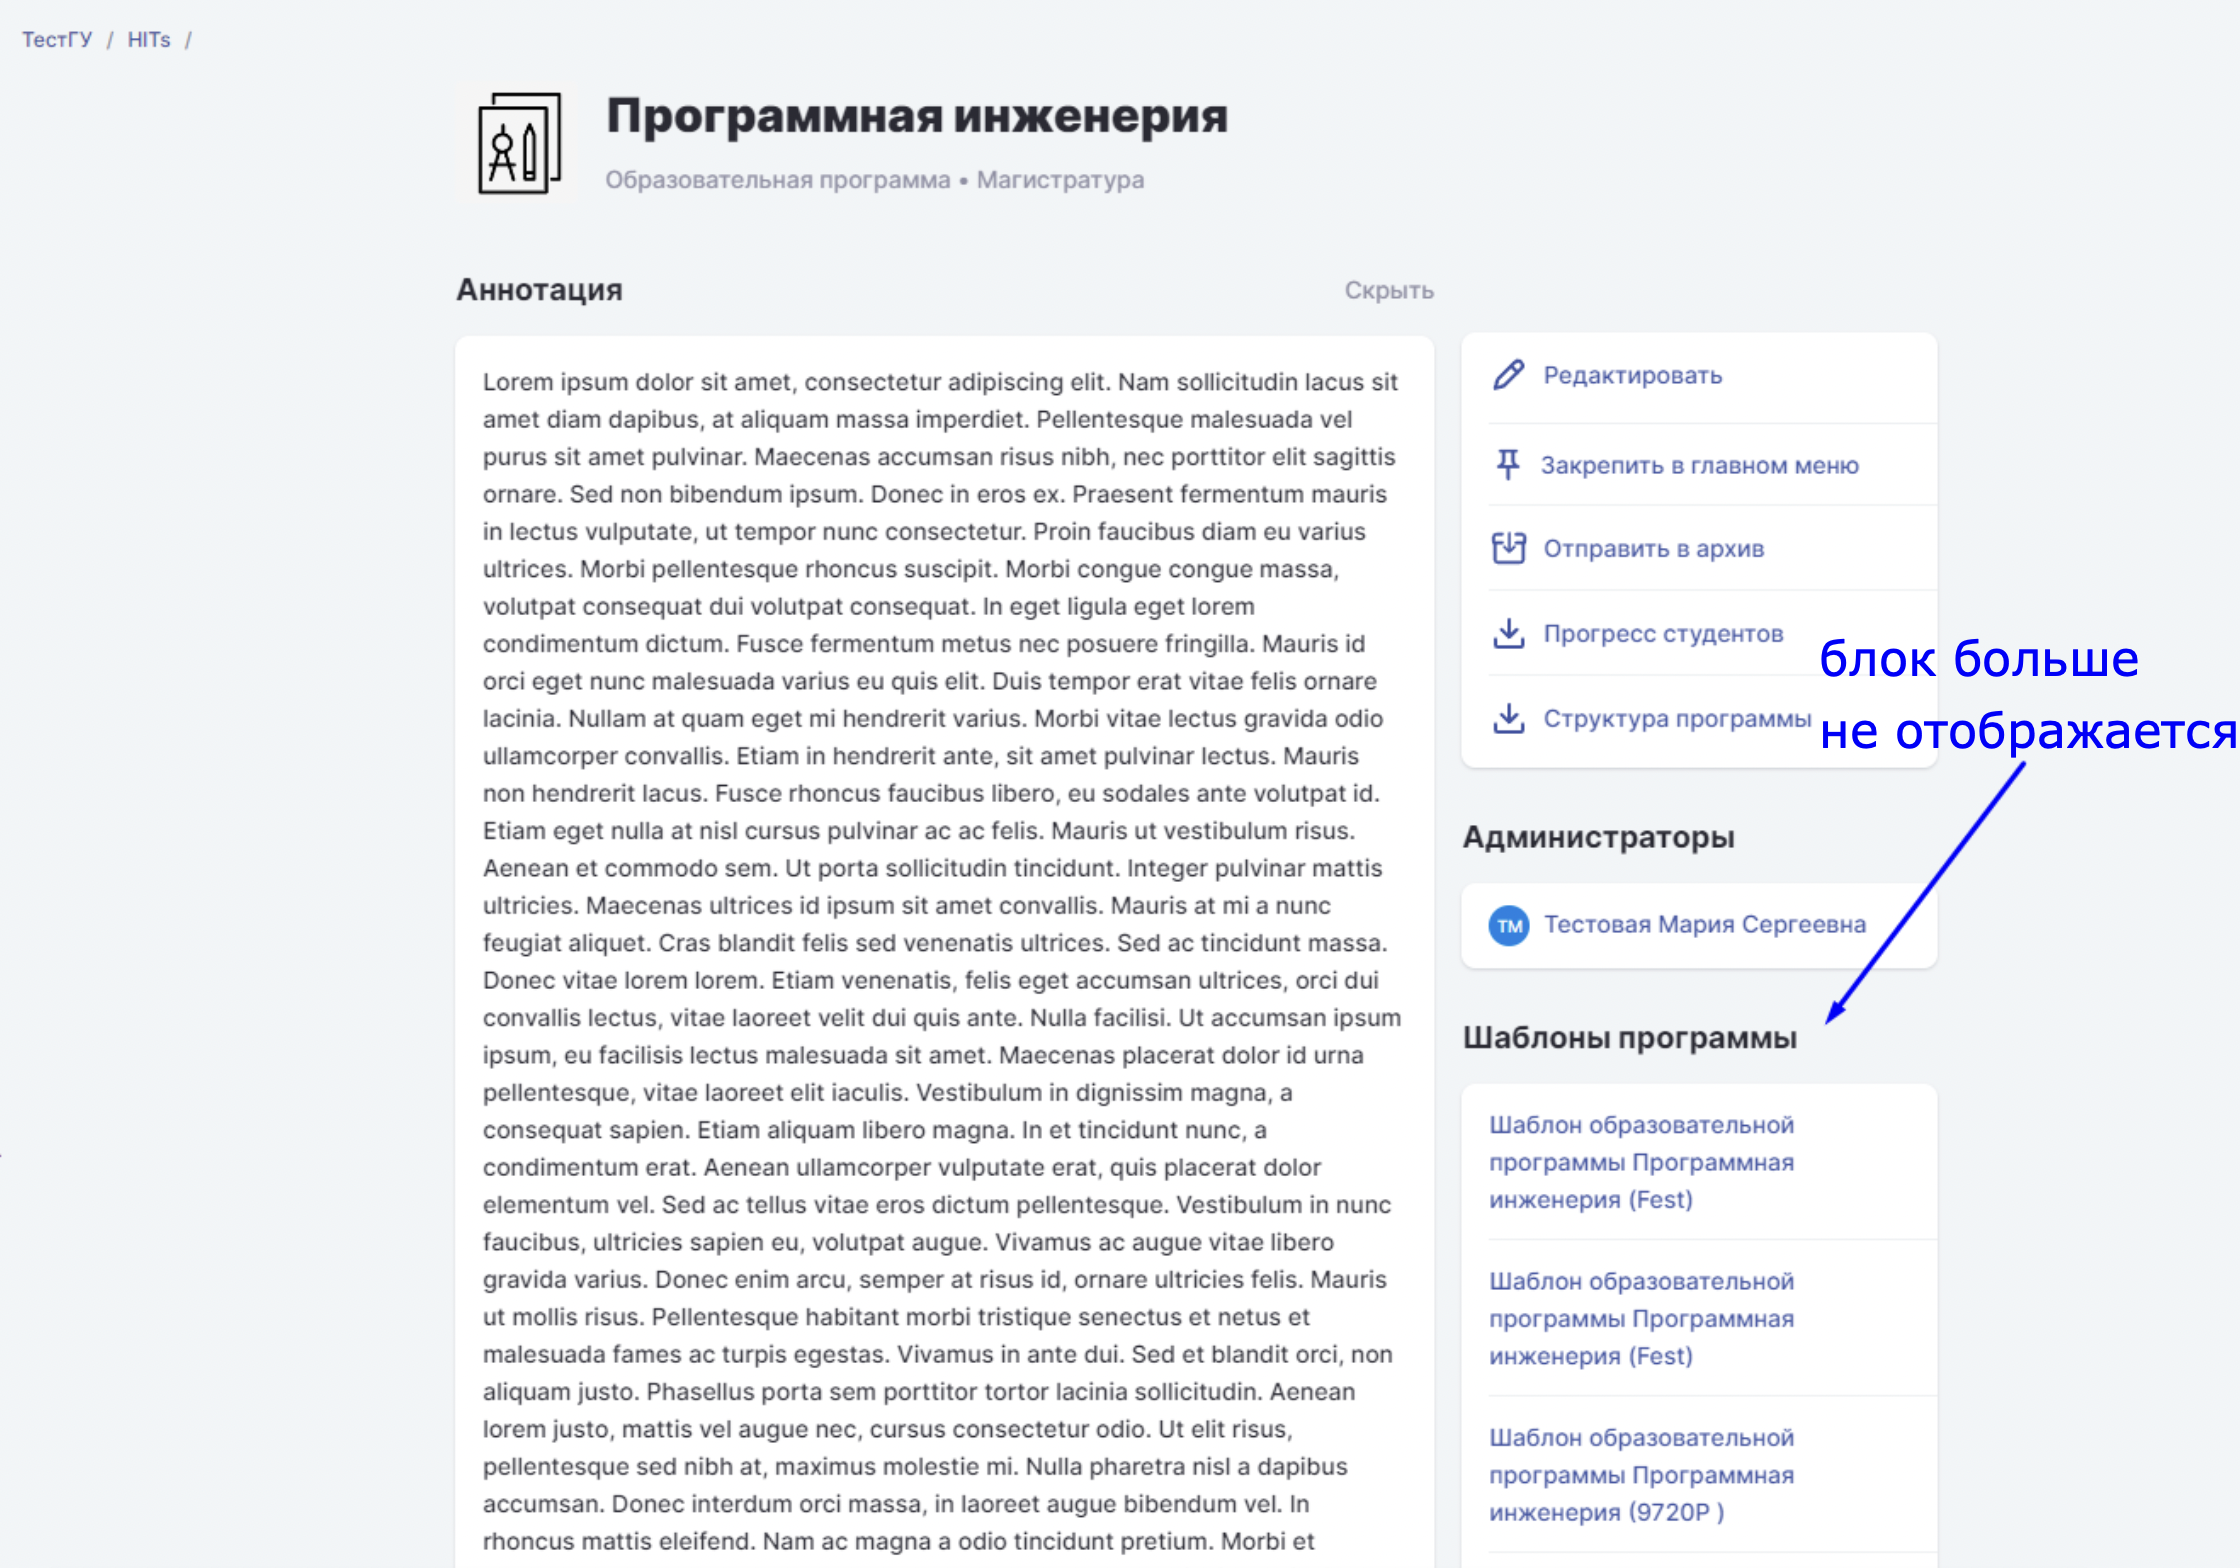 ТестГУ / HITs /
Программная инженерия
Образовательная программа • Магистратура
Аннотация
Скрыть
Lorem ipsum dolor sit amet, consectetur adipiscing elit. Nam sollicitudin lacus sit
amet diam dapibus, at aliquam massa imperdiet. Pellentesque malesuada vel
purus sit amet pulvinar. Maecenas accumsan risus nibh, nec porttitor elit sagittis
ornare. Sed non bibendum ipsum. Donec in eros ex. Praesent fermentum mauris
in lectus vulputate, ut tempor nunc consectetur. Proin faucibus diam eu varius
ultrices. Morbi pellentesque rhoncus suscipit. Morbi congue congue massa,
volutpat consequat dui volutpat consequat. In eget ligula eget lorem
condimentum dictum. Fusce fermentum metus nec posuere fringilla. Mauris id
orci eget nunc malesuada varius eu quis elit. Duis tempor erat vitae felis ornare
lacinia. Nullam at quam eget mi hendrerit varius. Morbi vitae lectus gravida odio
ullamcorper convallis. Etiam in hendrerit ante, sit amet pulvinar lectus. Mauris
non hendrerit lacus. Fusce rhoncus faucibus libero, eu sodales ante volutpat id.
Etiam eget nulla at nisl cursus pulvinar ac ac felis. Mauris ut vestibulum risus.
Aenean et commodo sem. Ut porta sollicitudin tincidunt. Integer pulvinar mattis
ultricies. Maecenas ultrices id ipsum sit amet convallis. Mauris at mi a nunc
feugiat aliquet. Cras blandit felis sed venenatis ultrices. Sed ac tincidunt massa.
Donec vitae lorem lorem. Etiam venenatis, felis eget accumsan ultrices, orci dui
convallis lectus, vitae laoreet velit dui quis ante. Nulla facilisi. Ut accumsan ipsum
ipsum, eu facilisis lectus malesuada sit amet. Maecenas placerat dolor id urna
pellentesque, vitae laoreet elit iaculis. Vestibulum in dignissim magna, a
consequat sapien. Etiam aliquam libero magna. In et tincidunt nunc, a
condimentum erat. Aenean ullamcorper vulputate erat, quis placerat dolor
elementum vel. Sed ac tellus vitae eros dictum pellentesque. Vestibulum in nunc
faucibus, ultricies sapien eu, volutpat augue. Vivamus ac augue vitae libero
gravida varius. Donec enim arcu, semper at risus id, ornare ultricies felis. Mauris
ut mollis risus. Pellentesque habitant morbi tristique senectus et netus et
malesuada fames ac turpis egestas. Vivamus in ante dui. Sed et blandit orci, non
aliquam justo. Phasellus porta sem porttitor tortor lacinia sollicitudin. Aenean
lorem justo, mattis vel augue nec, cursus consectetur odio. Ut elit risus,
pellentesque sed nibh at, maximus molestie mi. Nulla pharetra nisl a dapibus
accumsan. Donec interdum orci massa, in laoreet augue bibendum vel. In
rhoncus mattis eleifend. Nam ac magna a odio tincidunt pretium. Morbi et
Редактировать
Закрепить в главном меню
Отправить в архив
Прогресс студентов
Структура программы
блок больше
не отображается
Администраторы
ТМ Тестовая Мария Сергеевна
Шаблоны программы
Шаблон образовательной
программы Программная
инженерия (Fest)
Шаблон образовательной
программы Программная
инженерия (Fest)
Шаблон образовательной
программы Программная
инженерия (9720P )